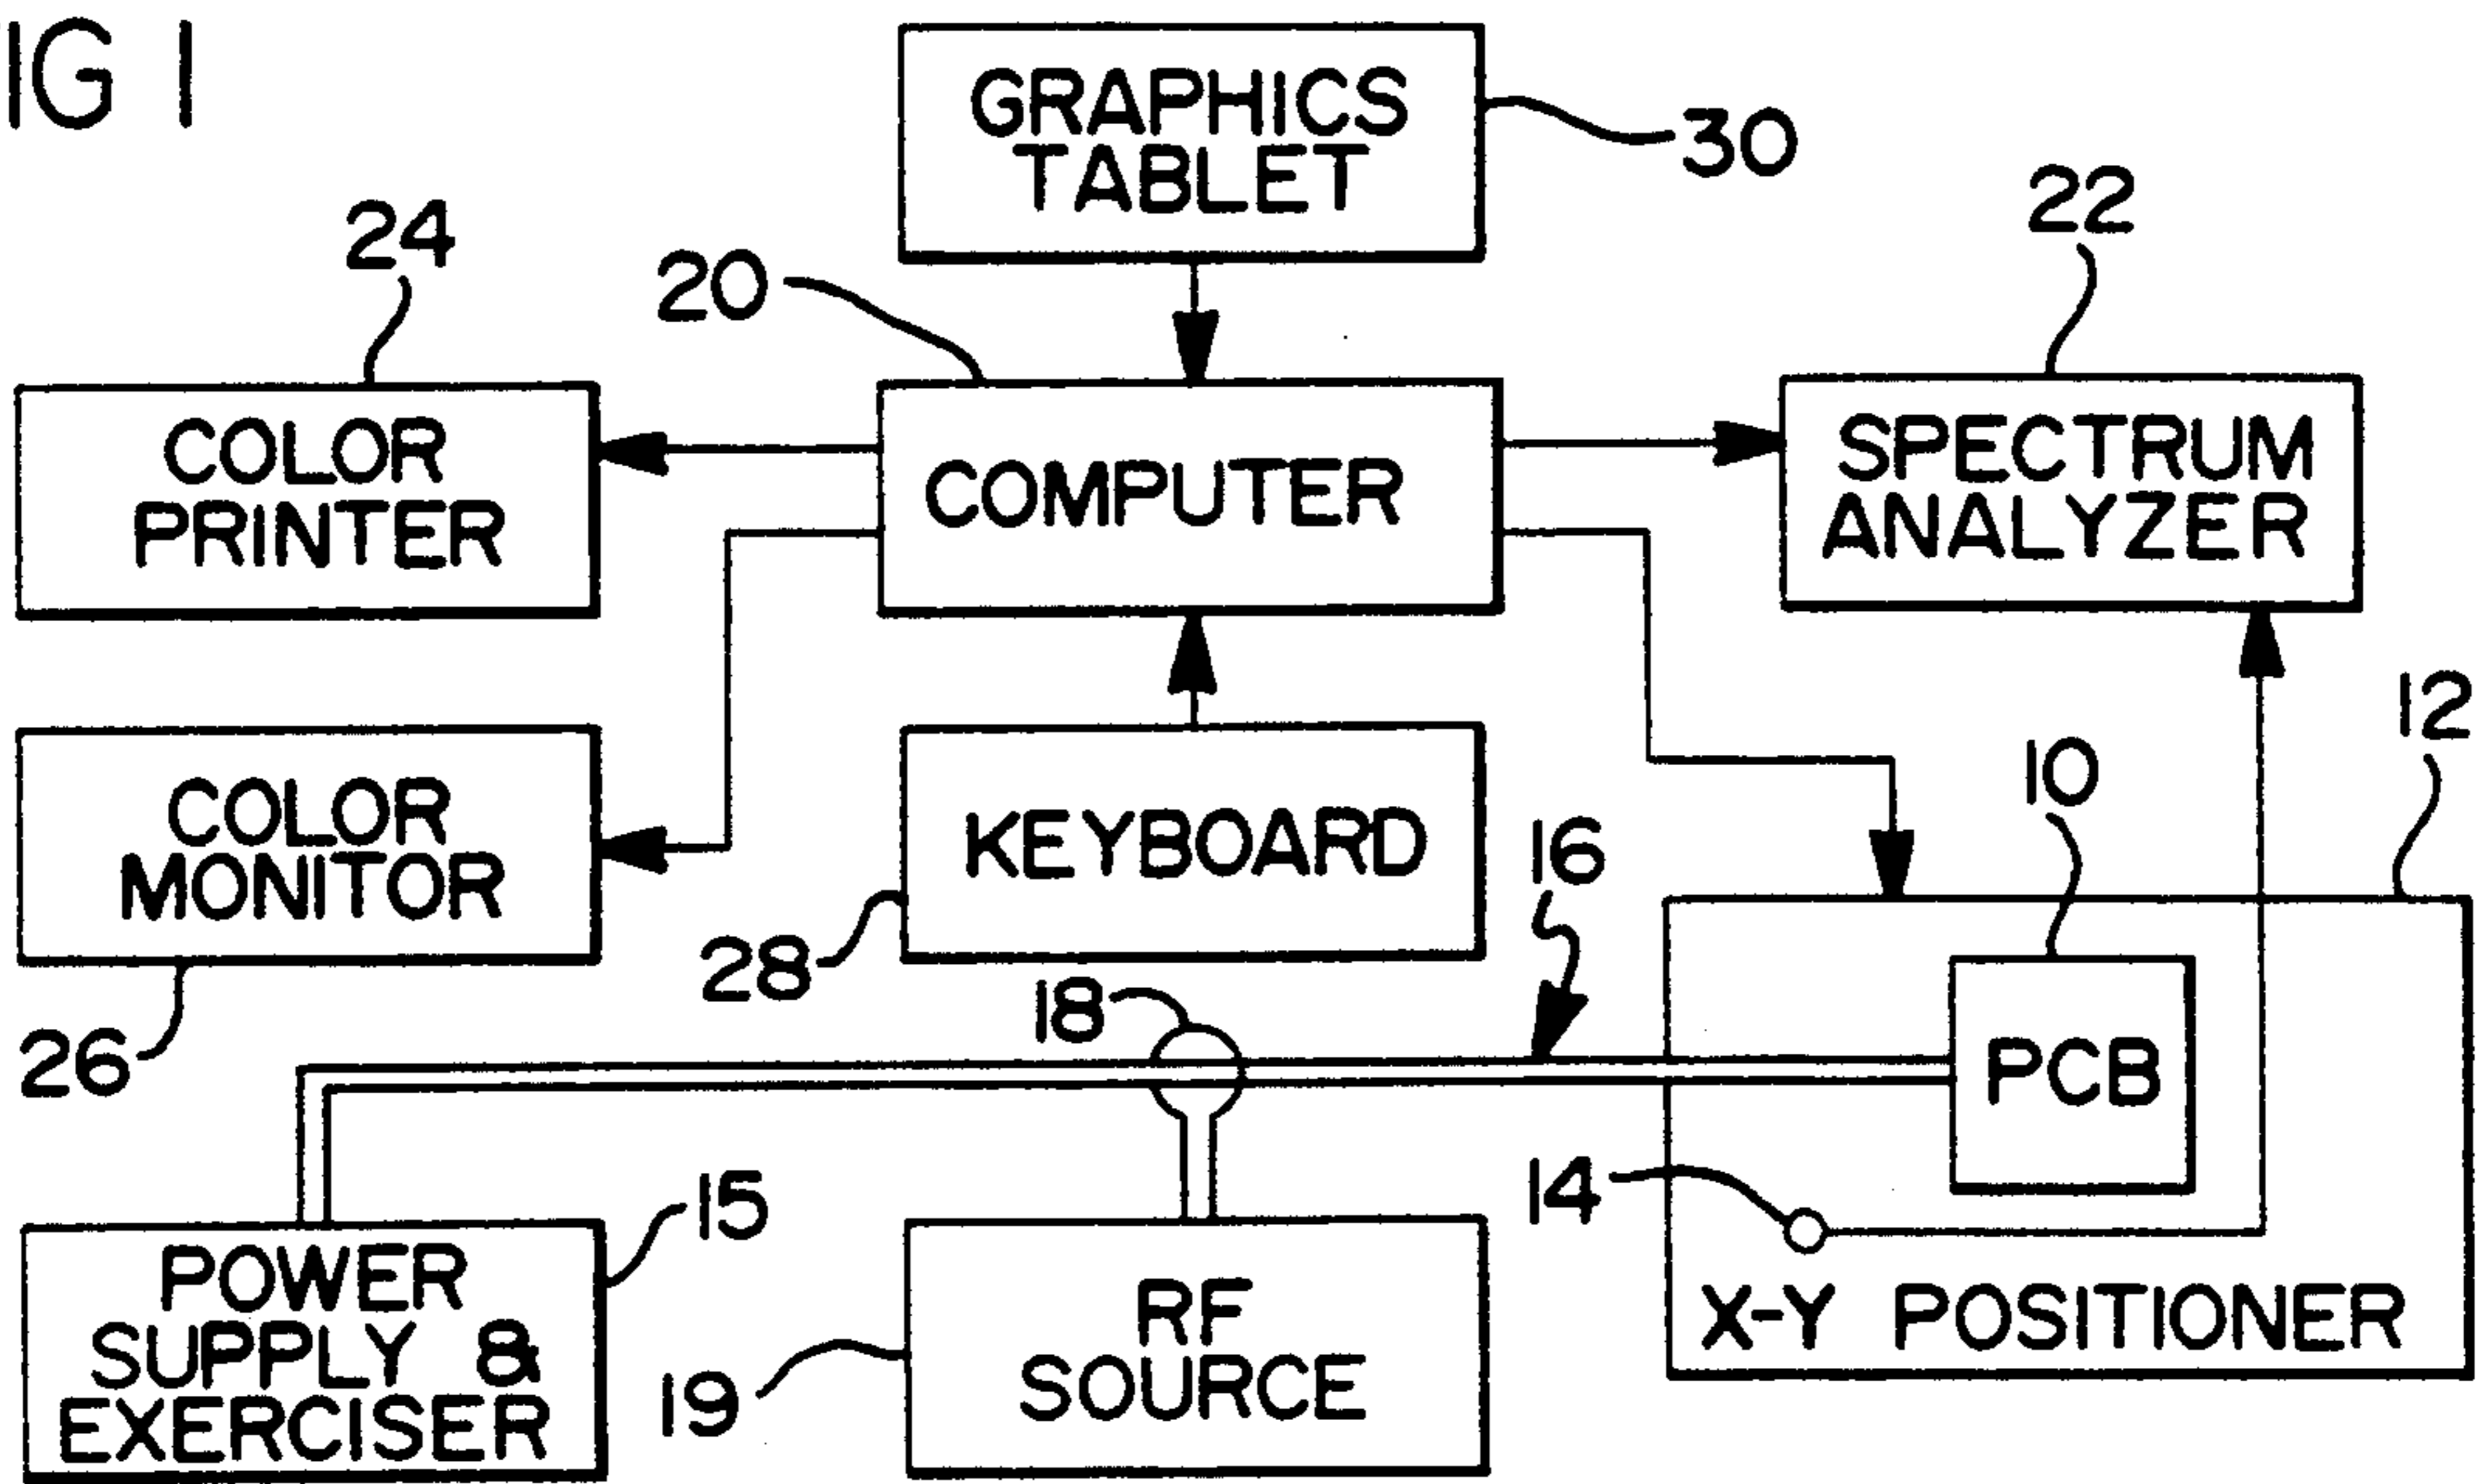 IG 1
GRAPHICS
TABLET
30
22
24
20
COLOR
PRINTER
COMPUTER
SPECTRUM
ANALYZER
12
10
COLOR
MONITOR
KEYBOARD
16
28
18
26
PCB
14
15
POWER
SUPPLY &
EXERCISER
RF
SOURCE
19
X-Y POSITIONER